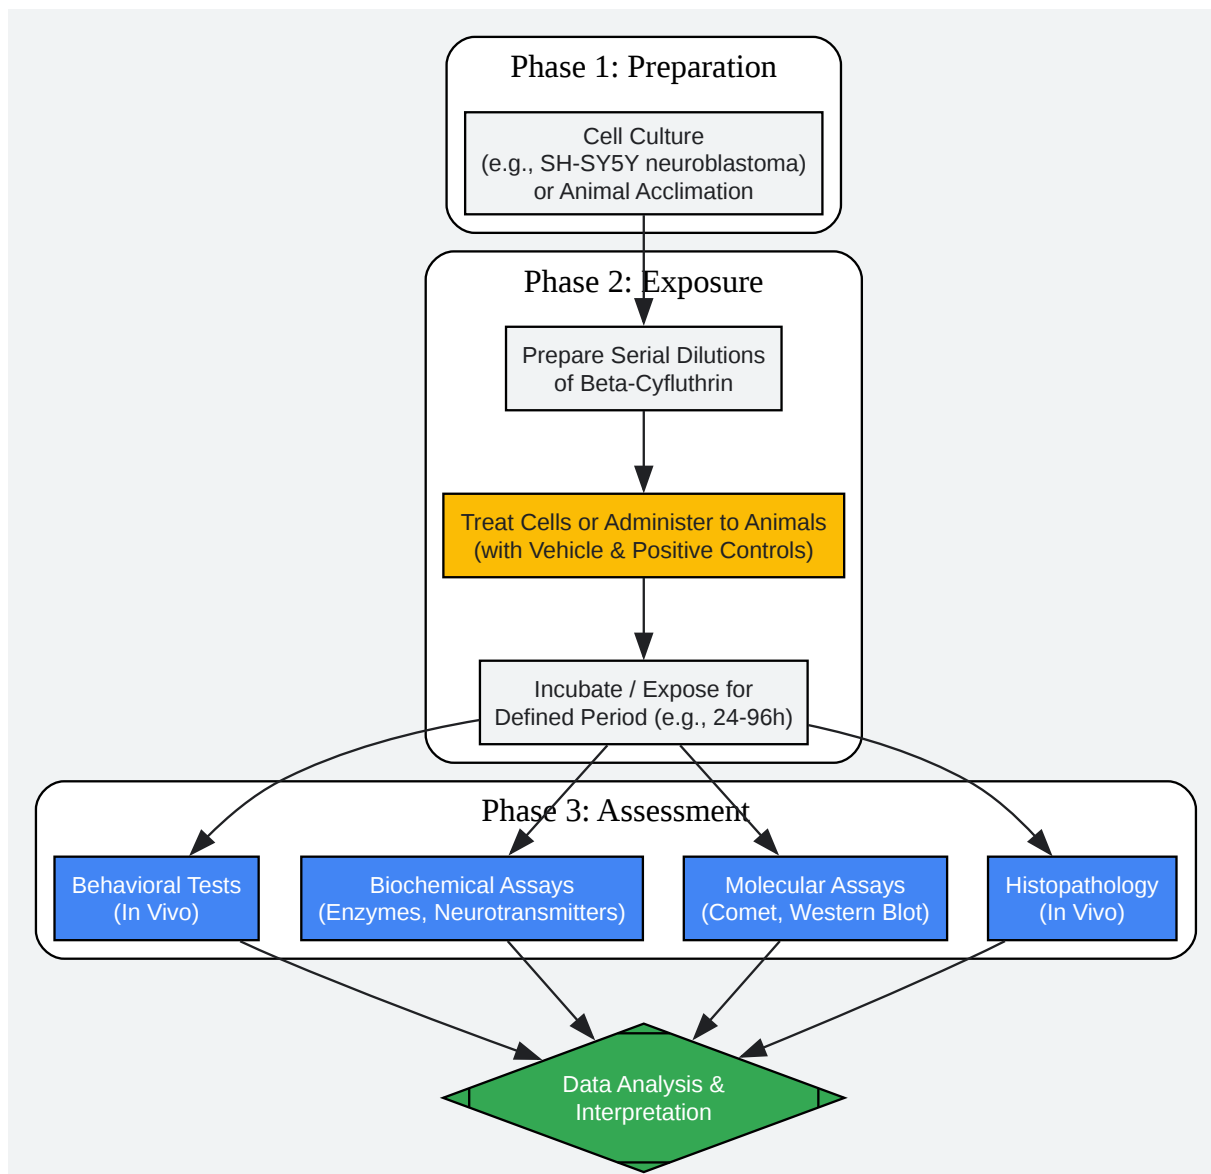 Phase 1: Preparation
Cell Culture
(e.g., SH-SY5Y neuroblastoma)
or Animal Acclimation
Phase 2: Exposure
Prepare Serial Dilutions
of Beta-Cyfluthrin
Treat Cells or Administer to Animals
(with Vehicle & Positive Controls)
Incubate / Expose for
Defined Period (e.g., 24-96h)
Phase 3: Assessment
Behavioral Tests
(In Vivo)
Biochemical Assays
(Enzymes, Neurotransmitters)
Molecular Assays
(Comet, Western Blot)
Histopathology
(In Vivo)
Data Analysis &
Interpretation